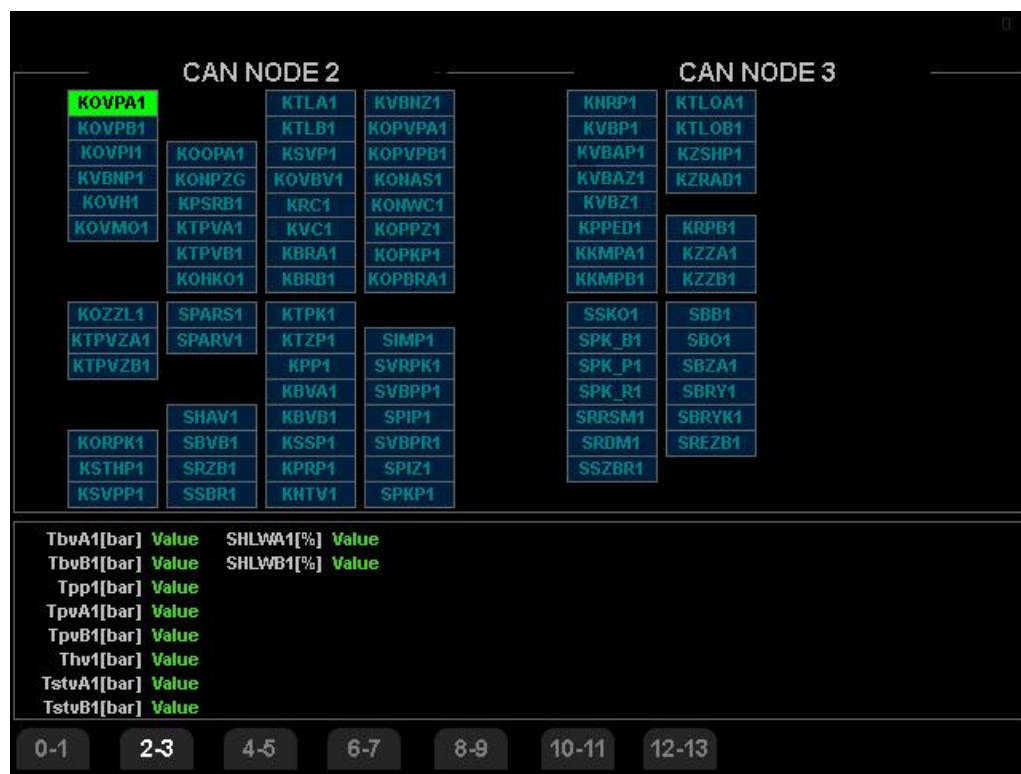 0
CAN NODE 2 CAN NODE 3
KOVPA1 KTLA1 KVBNZ1 KNRP1 KTLOA1
KOVPB1 KTLB1 KOPVPA1 KVBP1 KTLOB1
KOVPI1 KOOPA1 KSVP1 KOPVPB1 KVBAP1 KZSHP1
KVBNP1 KONPZG KOVBV1 KONAS1 KVBAZ1 KZRAD1
KOVH1 KPSRB1 KRC1 KONWC1 KVBZ1
KOVMO1 KTPVA1 KVC1 KOPPZ1 KPPED1 KRPB1
KTPVB1 KBRA1 KOPKP1 KKMPA1 KZZA1
KOHKO1 KBRB1 KOPBRA1 KKMPB1 KZZB1
KOZZL1 SPARS1 KTPK1 SSKO1 SBB1
KTPVZA1 SPARV1 KTZP1 SIMP1 SPK_B1 SBO1
KTPVZB1 KPP1 SVRPK1 SPK_P1 SBZA1
KBVA1 SVBPP1 SPK_R1 SBRY1
SHAV1 KBVB1 SPIP1 SRRSM1 SBRYK1
KORPK1 SBVB1 KSSP1 SVBPR1 SRDM1 SREZB1
KSTHP1 SRZB1 KPRP1 SPIZ1 SSZBR1
KSVPP1 SSBR1 KNTV1 SPKP1
TbvA1[bar] Value SHLWA1[%] Value
TbvB1[bar] Value SHLWB1[%] Value
Tpp1[bar] Value
TpvA1[bar] Value
TpvB1[bar] Value
Thv1[bar] Value
TstvA1[bar] Value
TstvB1[bar] Value
0-1 2-3 4-5 6-7 8-9 10-11 12-13